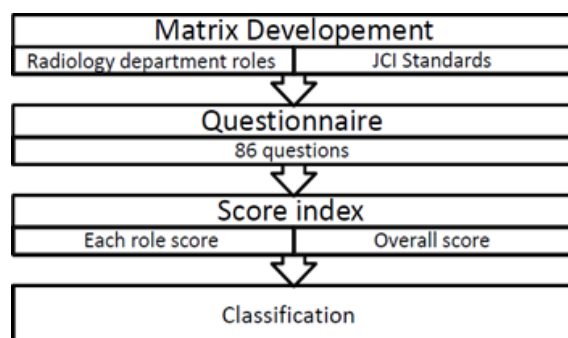 Matrix Developement
Radiology department roles JCI Standards
Questionnaire
86 questions
Score index
Each role score Overall score
Classification